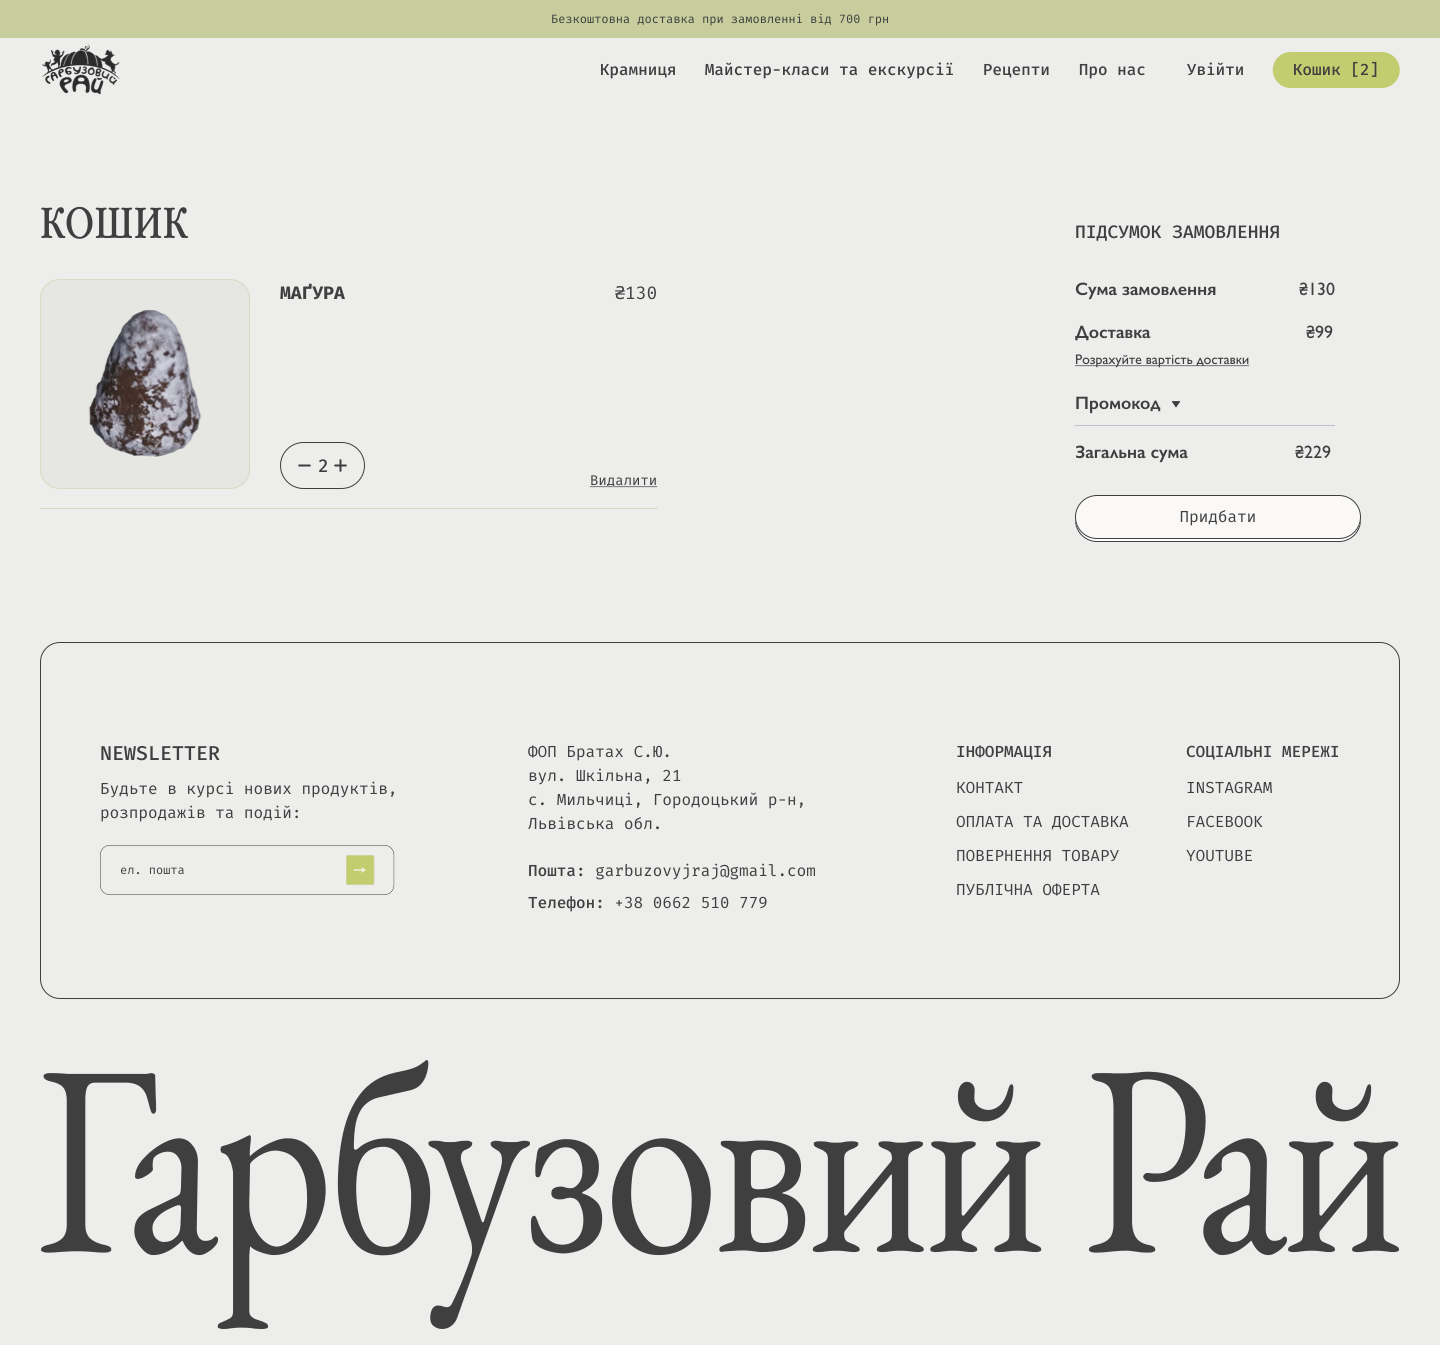 Безкоштовна доставка при замовленні від 700 грн
ГАРБУЗОВИЙ
РАЙ
Крамниця Майстер-класи та екскурсії Рецепти Про нас Увійти Кошик [2]
КОШИК
МАҐУРА ₴130
2
Видалити
ПІДСУМОК ЗАМОВЛЕННЯ
Сума замовлення ₴130
Доставка ₴99
Розрахуйте вартість доставки
Промокод
Загальна сума ₴229
Придбати
NEWSLETTER
Будьте в курсі нових продуктів,
розпродажів та подій:
ел. пошта
ФОП Братах С.Ю.
вул. Шкільна, 21
с. Мильчиці, Городоцький р-н,
Львівська обл.
Пошта: garbuzovyjraj@gmail.com
Телефон: +38 0662 510 779
ІНФОРМАЦІЯ
КОНТАКТ
ОПЛАТА ТА ДОСТАВКА
ПОВЕРНЕННЯ ТОВАРУ
ПУБЛІЧНА ОФЕРТА
СОЦІАЛЬНІ МЕРЕЖІ
INSTAGRAM
FACEBOOK
YOUTUBE
Гарбузовий Рай